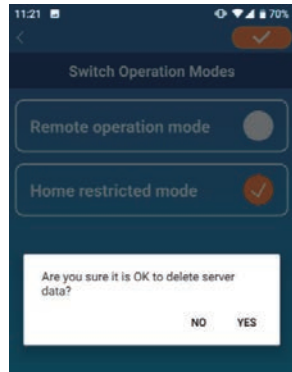 11:21 70%
Switch Operation Modes
Remote operation mode
Home restricted mode
Are you sure it is OK to delete server
data?
NO YES